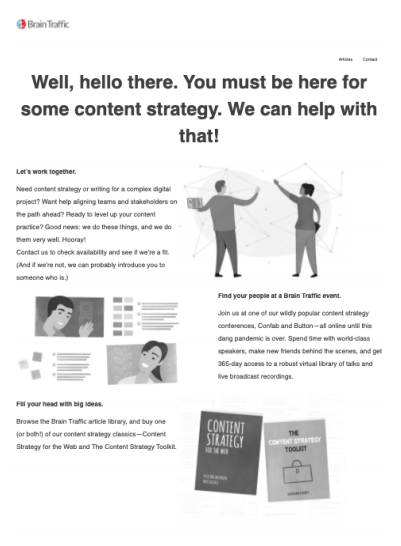 Brain Traffic
Articles Contact
Well, hello there. You must be here for
some content strategy. We can help with
that!
Let's work together.
Need content strategy or writing for a complex digital
project? Want help aligning teams and stakeholders on
the path ahead? Ready to level up your content
practice? Good news: we do these things, and we do
them very well. Hooray!
Contact us to check availability and see if we're a fit.
(And if we're not, we can probably introduce you to
someone who is.)
Find your people at a Brain Traffic event.
Join us at one of our wildly popular content strategy
conferences, Confab and Button—all online until this
dang pandemic is over. Spend time with world-class
speakers, make new friends behind the scenes, and get
365-day access to a robust virtual library of talks and
live broadcast recordings.
Fill your head with big ideas.
Browse the Brain Traffic article library, and buy one
(or both!) of our content strategy classics—Content
Strategy for the Web and The Content Strategy Toolkit.
CONTENT
STRATEGY
FOR THE WEB
THE
CONTENT STRATEGY
TOOLKIT